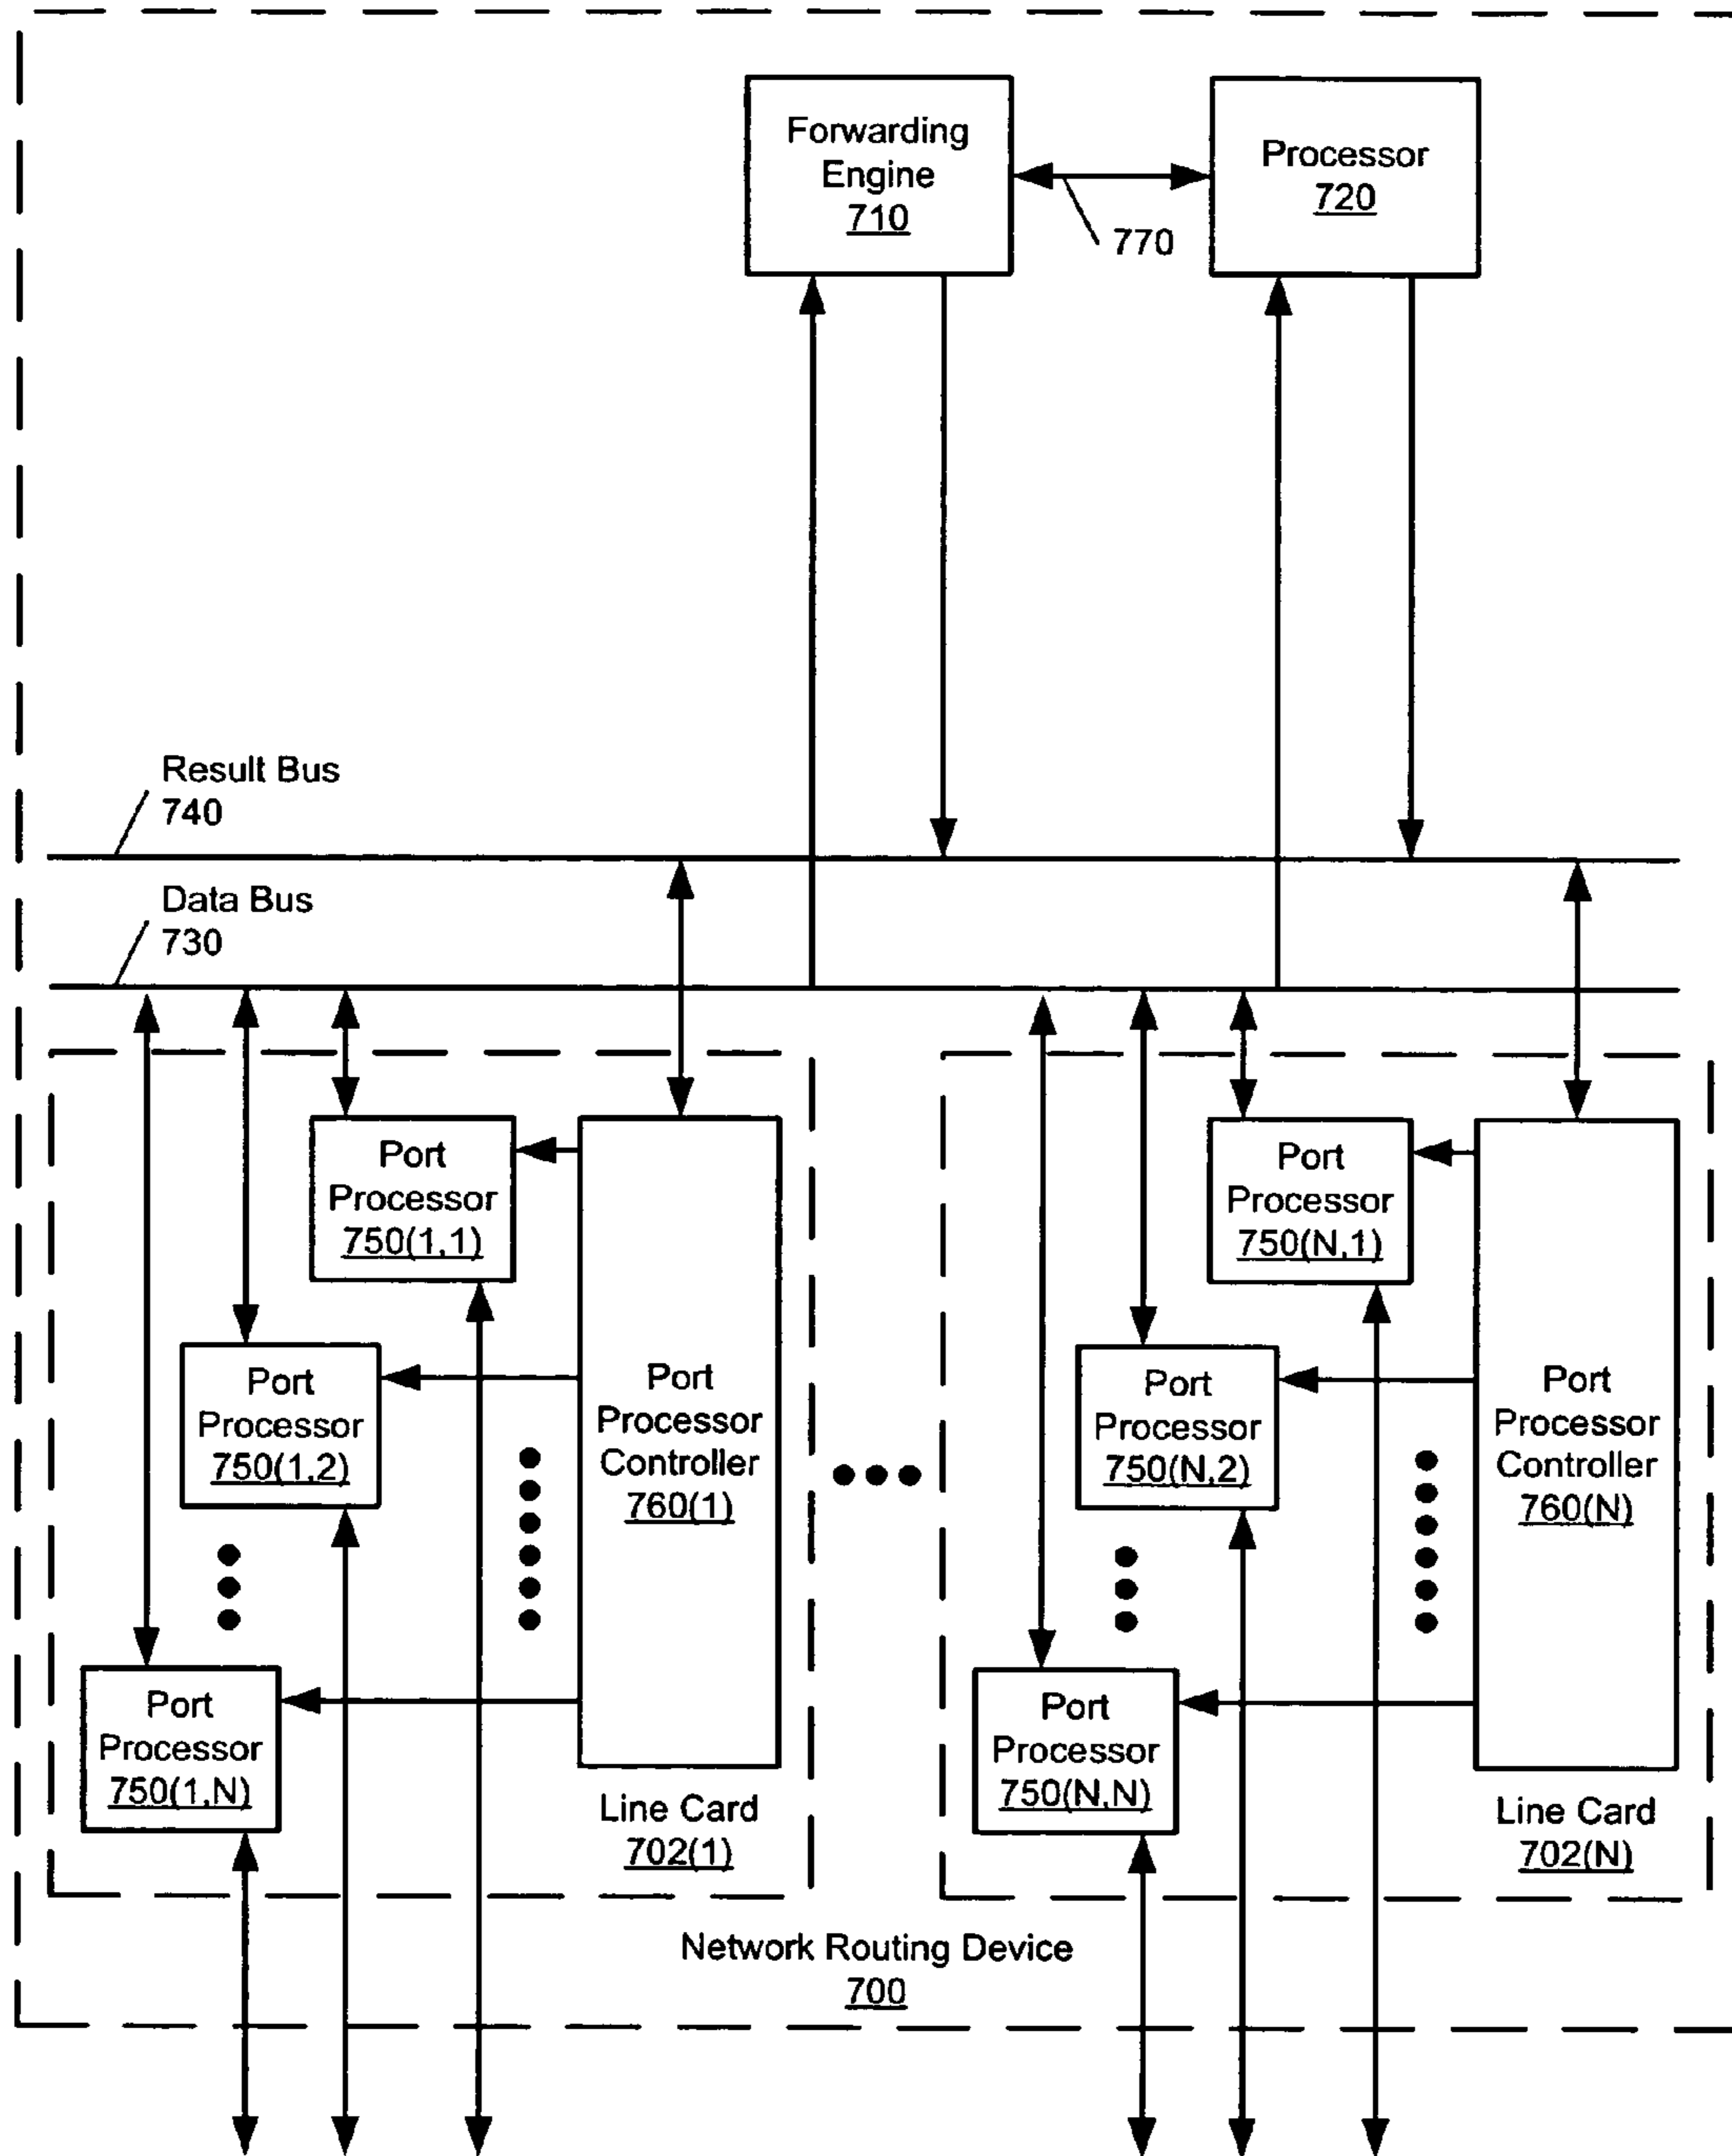 Forwarding
Engine
710
Processor
720
770
Result Bus
740
Data Bus
730
Port
Processor
750(1,1)
Port
Processor
750(1,2)
Port
Processor
750(1,N)
Port
Processor
Controller
760(1)
Line Card
702(1)
Port
Processor
750(N,1)
Port
Processor
750(N,2)
Port
Processor
750(N,N)
Port
Processor
Controller
760(N)
Line Card
702(N)
Network Routing Device
700